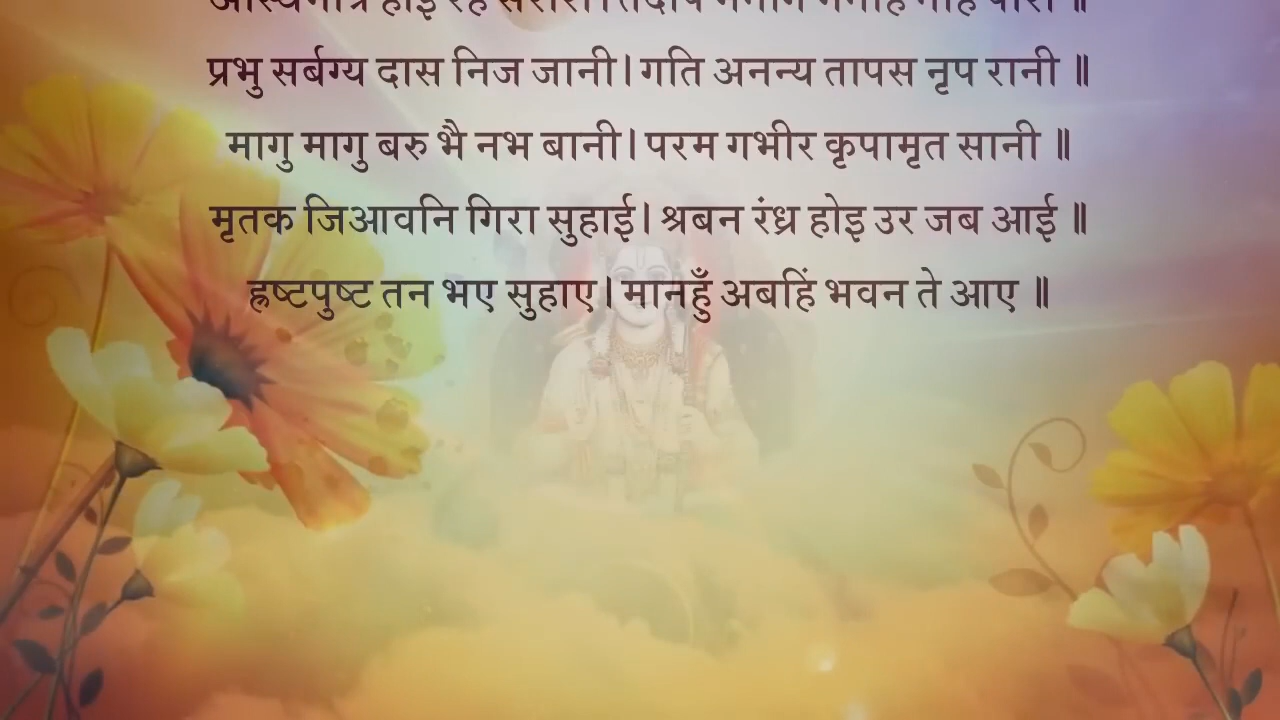 प्रभु सर्बग्य दास निज जानी। गति अनन्य तापस नृप रानी ॥
मागु मागु बरु भै नभ बानी। परम गभीर कृपामृत सानी ॥
मृतक जिआवनि गिरा सुहाई। श्रबन रंध्र होइ उर जब आई ॥
ह्रष्टपुष्ट तन भए सुहाए। मानहुँ अबहिं भवन ते आए ॥